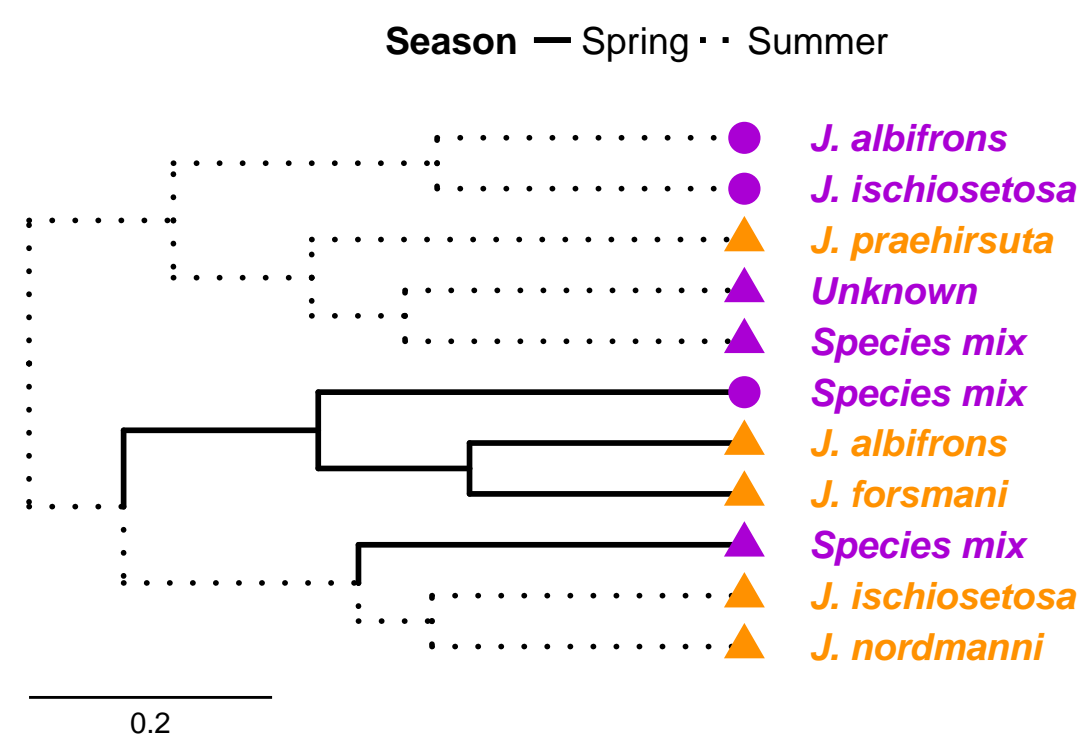 Season Spring Summer
J. albifrons
J. ischiosetosa
J. praehirsuta
Unknown
Species mix
Species mix
J. albifrons
J. forsmani
Species mix
J. ischiosetosa
J. nordmanni
0.2